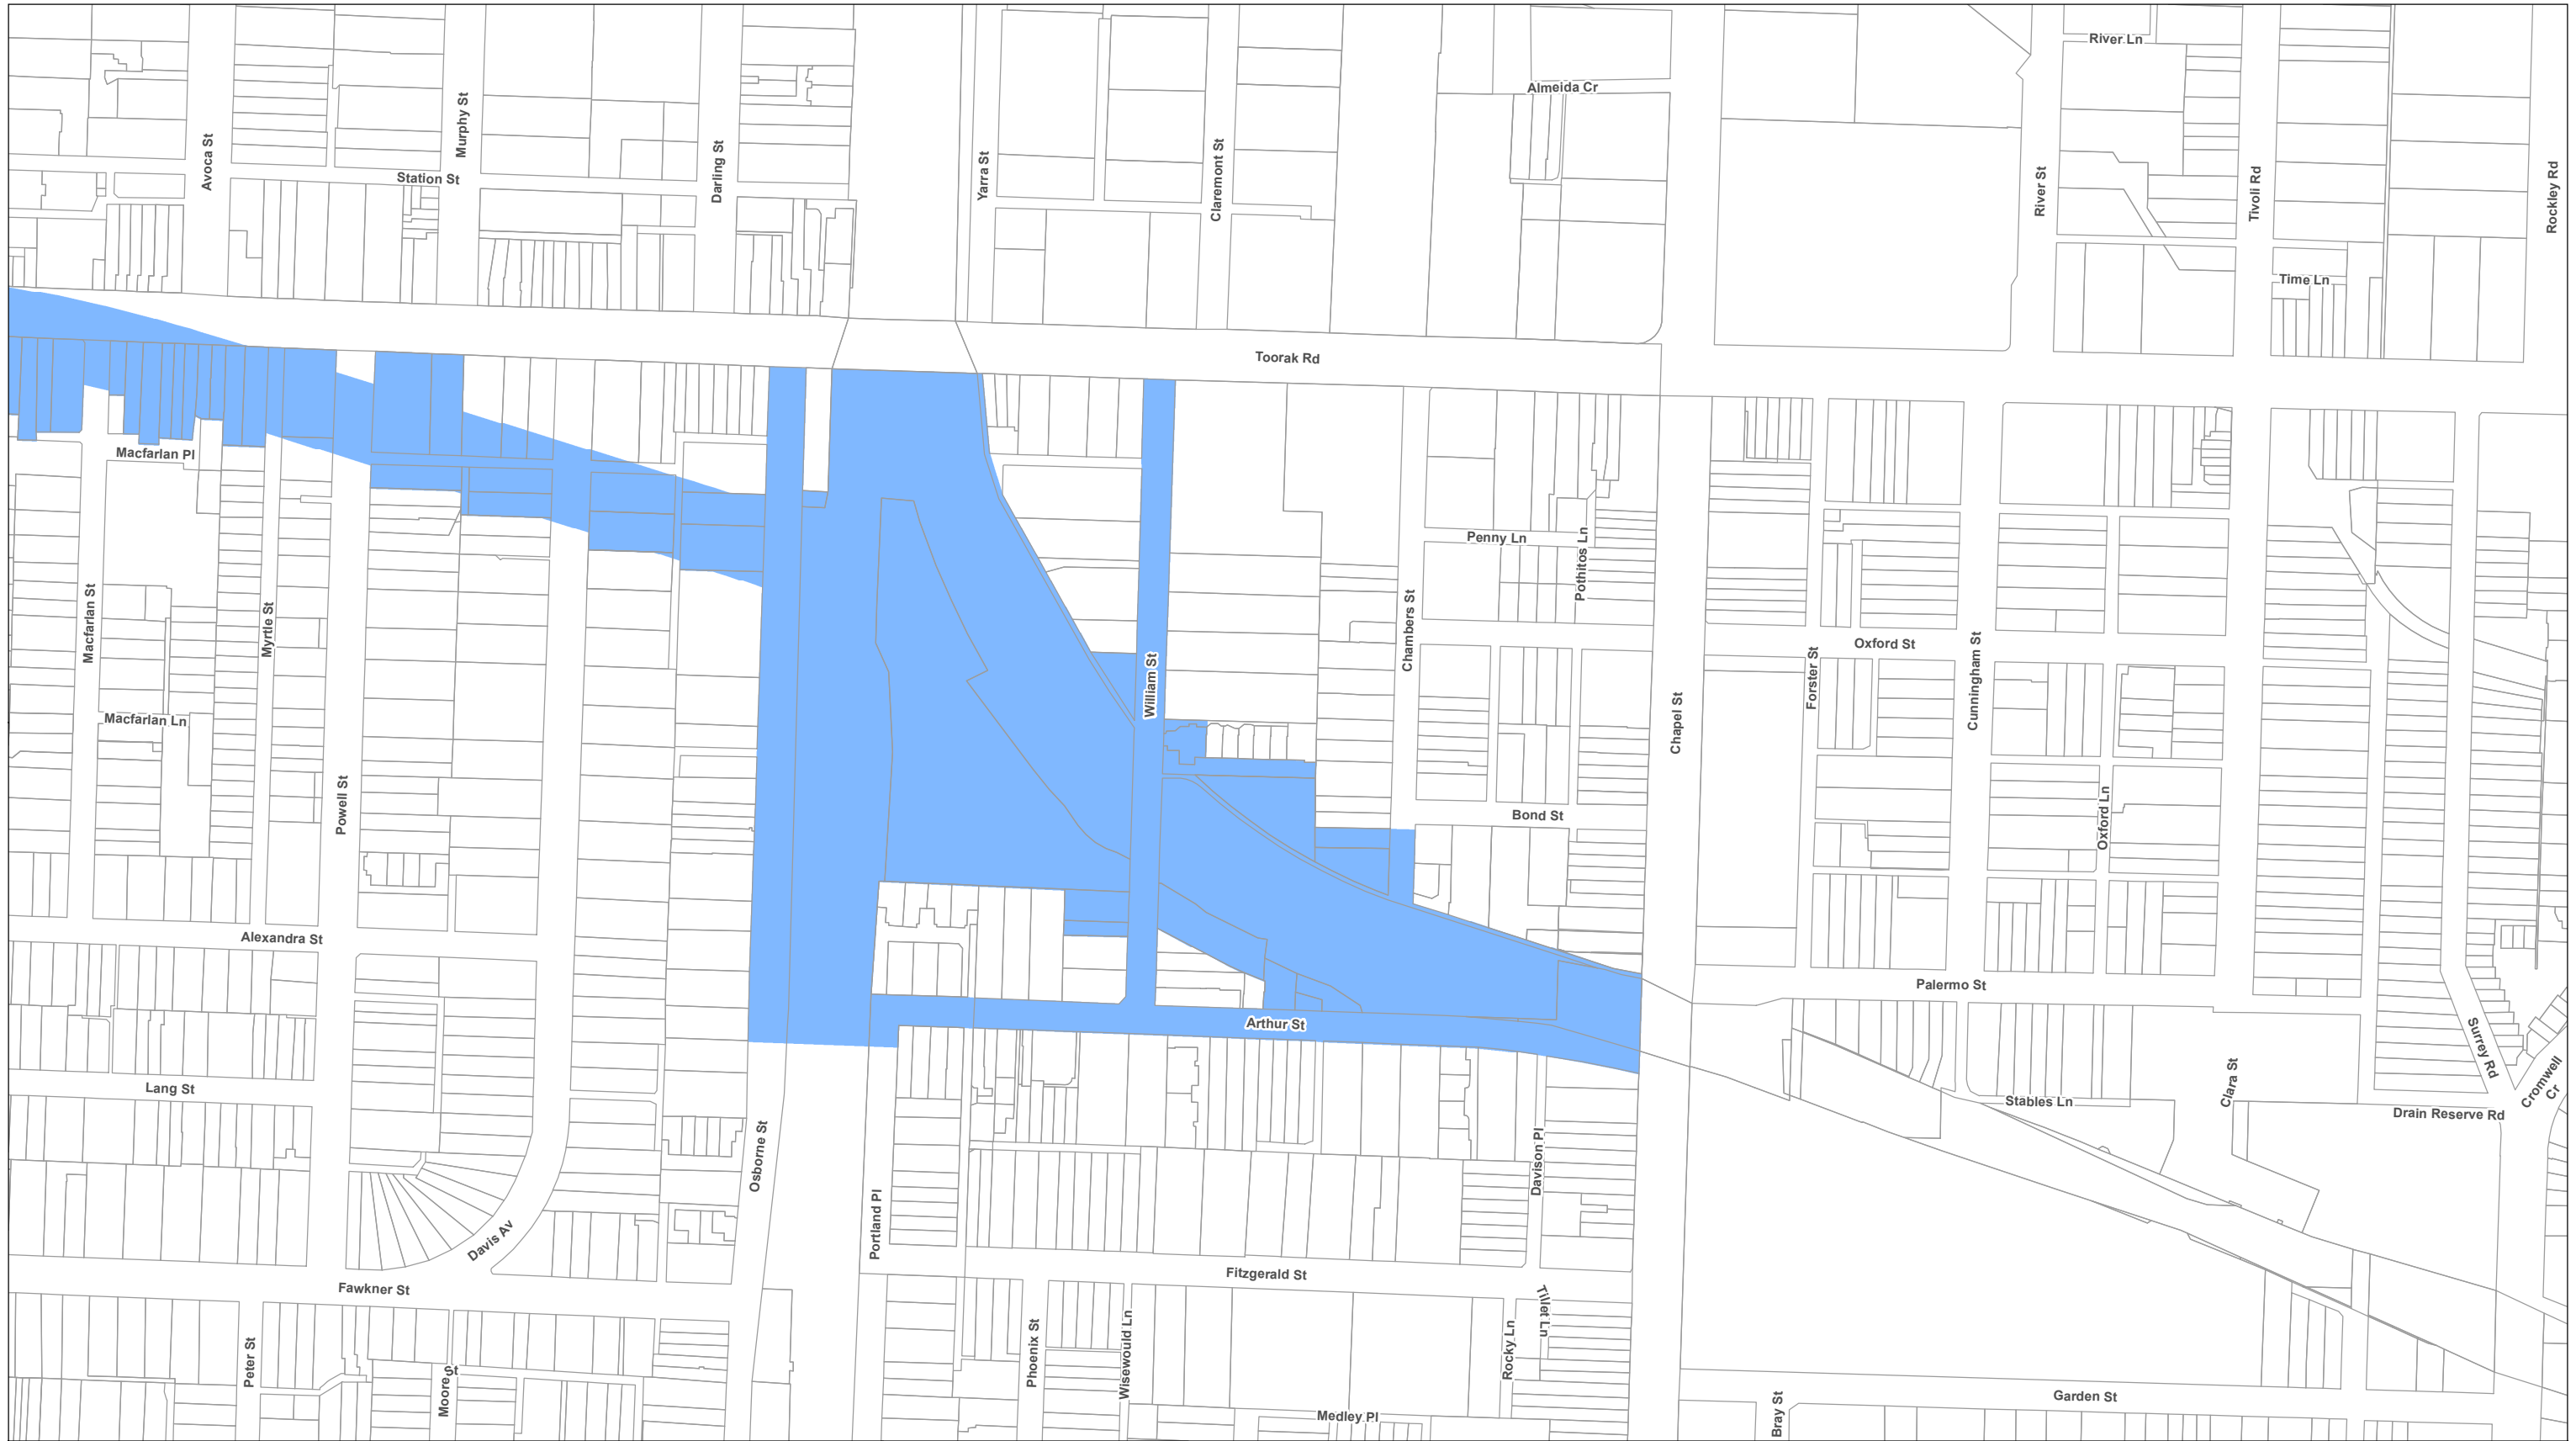 River Ln
Almeida Cr
Murphy St
Avoca St
Darling St
Yarra St
Claremont St
River St
Tivoli Rd
Rockley Rd
Station St
Time Ln
Toorak Rd
Macfarlan Pl
Penny Ln
Pothitos Ln
Macfarlan St
Myrtle St
Chambers St
Oxford St
William St
Forster St
Cunningham St
Chapel St
Macfarlan Ln
Powell St
Bond St
Oxford Ln
Alexandra St
Palermo St
Arthur St
Surrey Rd
Cromwell
Cr
Clara St
Lang St
Stables Ln
Drain Reserve Rd
Osborne St
Davison Pl
Portland Pl
Davis Av
Fitzgerald St
Fawkner St
Tillet Ln
Peter St
Phoenix St
Wisewould Ln
Rocky Ln
Moore St
Garden St
Bray St
Medley Pl